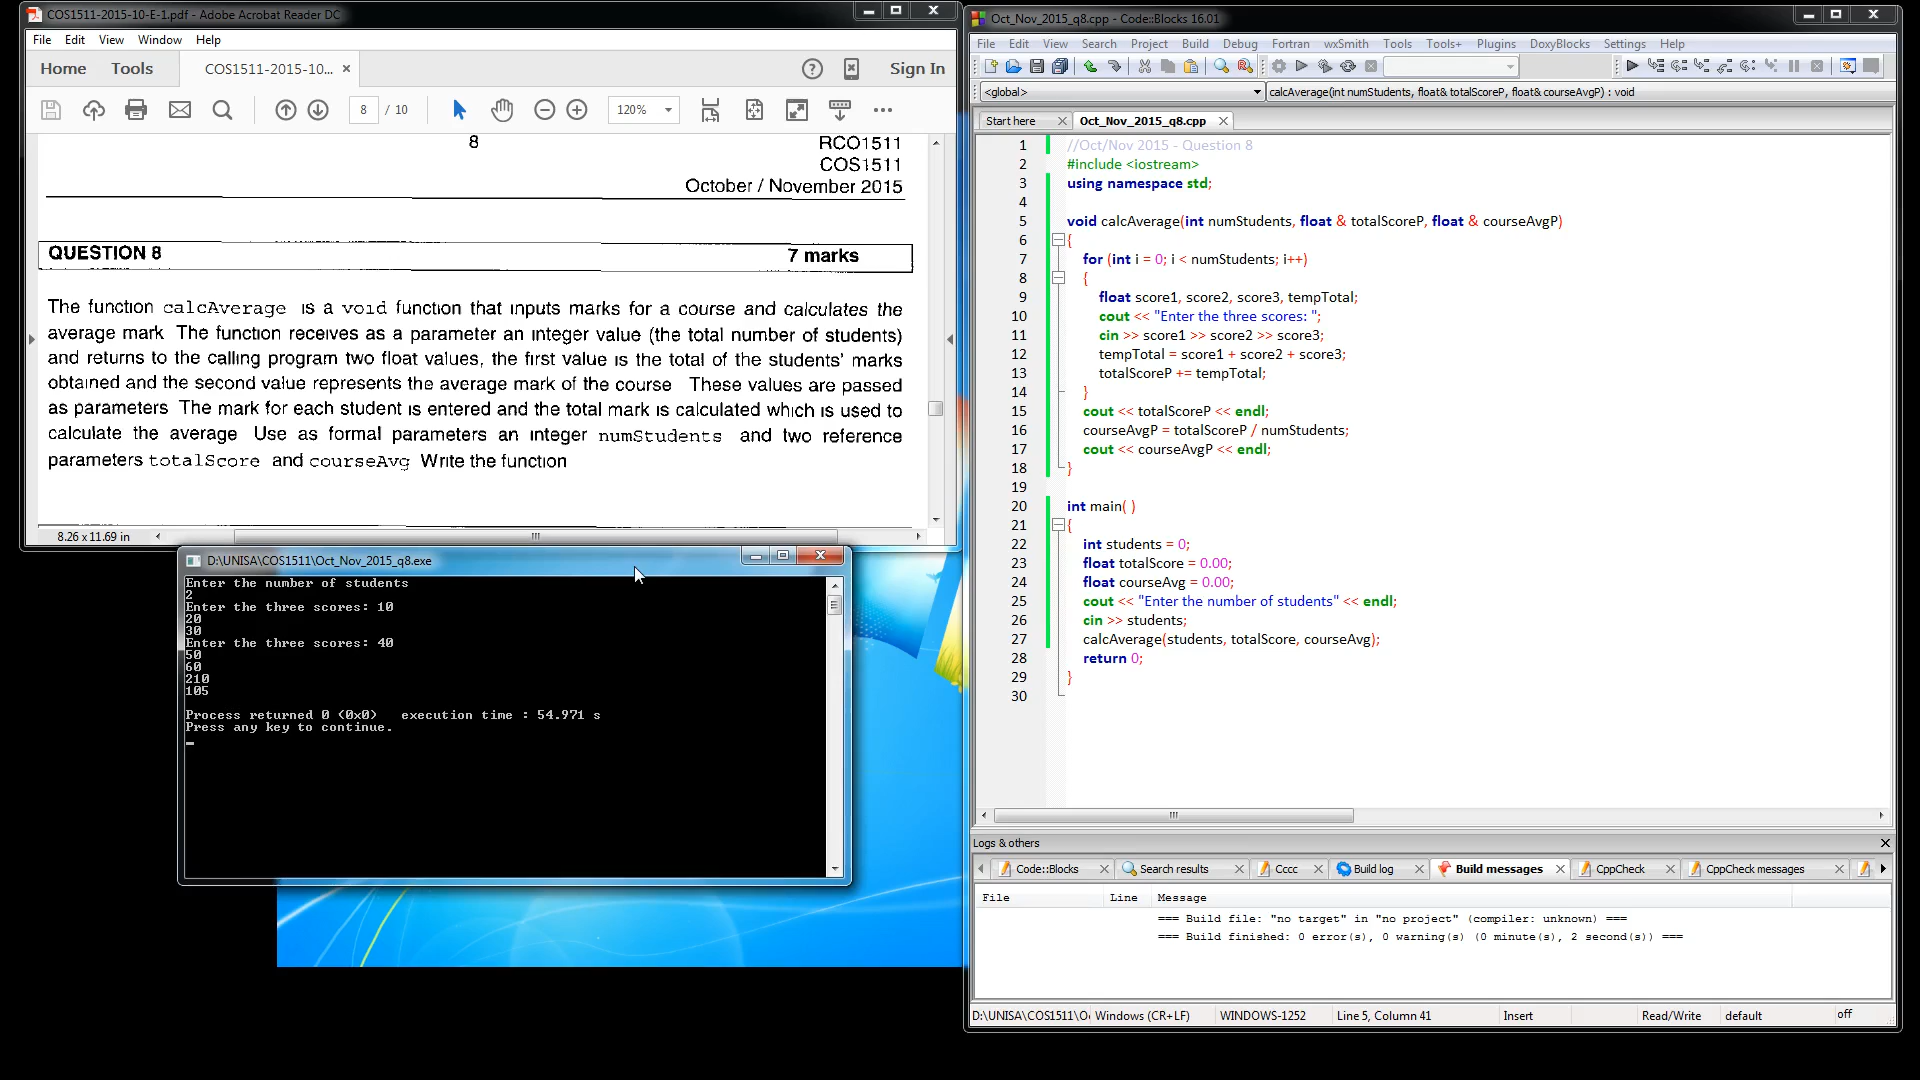 COS1511-2015-10-E-1.pdf - Adobe Acrobat Reader DC
File Edit View Window Help
Home Tools COS1511-2015-10... × Sign In
8 / 10 120%
8
RCO1511
COS1511
October / November 2015
QUESTION 8 7 marks
The function calcAverage is a void function that inputs marks for a course and calculates the
average mark The function receives as a parameter an integer value (the total number of students)
and returns to the calling program two float values, the first value is the total of the students' marks
obtained and the second value represents the average mark of the course These values are passed
as parameters The mark for each student is entered and the total mark is calculated which is used to
calculate the average Use as formal parameters an integer numStudents and two reference
parameters totalScore and courseAvg Write the function
8.26 x 11.69 in
D:\UNISA\COS1511\Oct_Nov_2015_q8.exe
Enter the number of students
2
Enter the three scores: 10
20
30
Enter the three scores: 40
50
60
210
105
Process returned 0 (0x0) execution time : 54.971 s
Press any key to continue.
Oct_Nov_2015_q8.cpp - Code::Blocks 16.01
File Edit View Search Project Build Debug Fortran wxSmith Tools Tools+ Plugins DoxyBlocks Settings Help
<global> calcAverage(int numStudents, float& totalScoreP, float& courseAvgP) : void
Start here Oct_Nov_2015_q8.cpp
1 //Oct/Nov 2015 - Question 8
2 #include <iostream>
3 using namespace std;
4
5 void calcAverage(int numStudents, float & totalScoreP, float & courseAvgP)
6 {
7 for (int i = 0; i < numStudents; i++)
8 {
9 float score1, score2, score3, tempTotal;
10 cout << "Enter the three scores: ";
11 cin >> score1 >> score2 >> score3;
12 tempTotal = score1 + score2 + score3;
13 totalScoreP += tempTotal;
14 }
15 cout << totalScoreP << endl;
16 courseAvgP = totalScoreP / numStudents;
17 cout << courseAvgP << endl;
18 }
19
20 int main( )
21 {
22 int students = 0;
23 float totalScore = 0.00;
24 float courseAvg = 0.00;
25 cout << "Enter the number of students" << endl;
26 cin >> students;
27 calcAverage(students, totalScore, courseAvg);
28 return 0;
29 }
30
Logs & others
Code::Blocks Search results Cccc Build log Build messages CppCheck CppCheck messages
File Line Message
=== Build file: "no target" in "no project" (compiler: unknown) ===
=== Build finished: 0 error(s), 0 warning(s) (0 minute(s), 2 second(s)) ===
D:\UNISA\COS1511\O Windows (CR+LF) WINDOWS-1252 Line 5, Column 41 Insert Read/Write default off